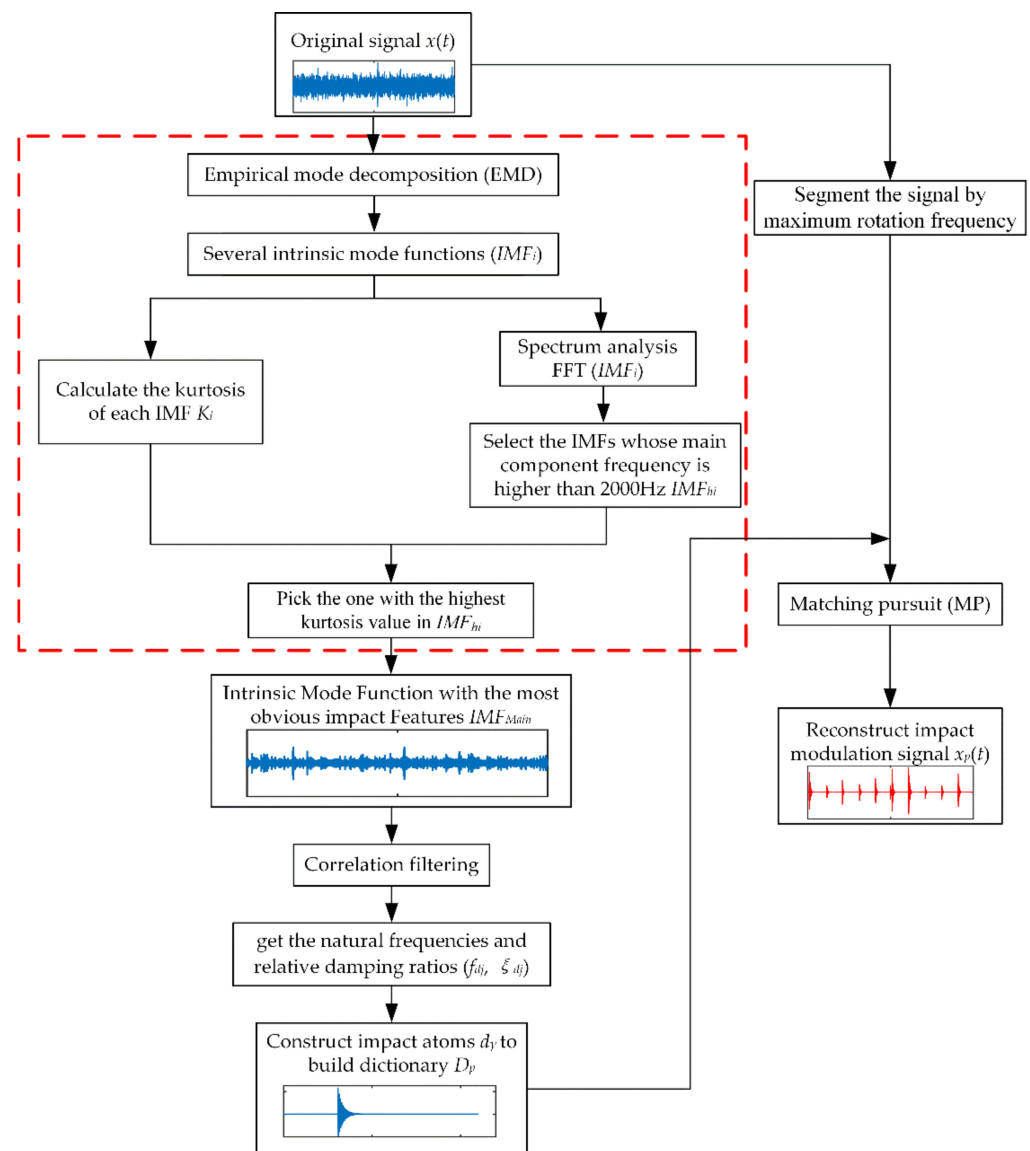 Original signal x(t)
Empirical mode decomposition (EMD)
Several intrinsic mode functions (IMFi)
Calculate the kurtosis
of each IMF Ki
Spectrum analysis
FFT (IMFi)
Select the IMFs whose main
component frequency is
higher than 2000Hz IMFhi
Pick the one with the highest
kurtosis value in IMFhi
Intrinsic Mode Function with the most
obvious impact Features IMFMain
Correlation filtering
get the natural frequencies and
relative damping ratios (fdj, ξdj)
Construct impact atoms dγ to
build dictionary Dp
Segment the signal by
maximum rotation frequency
Matching pursuit (MP)
Reconstruct impact
modulation signal xp(t)